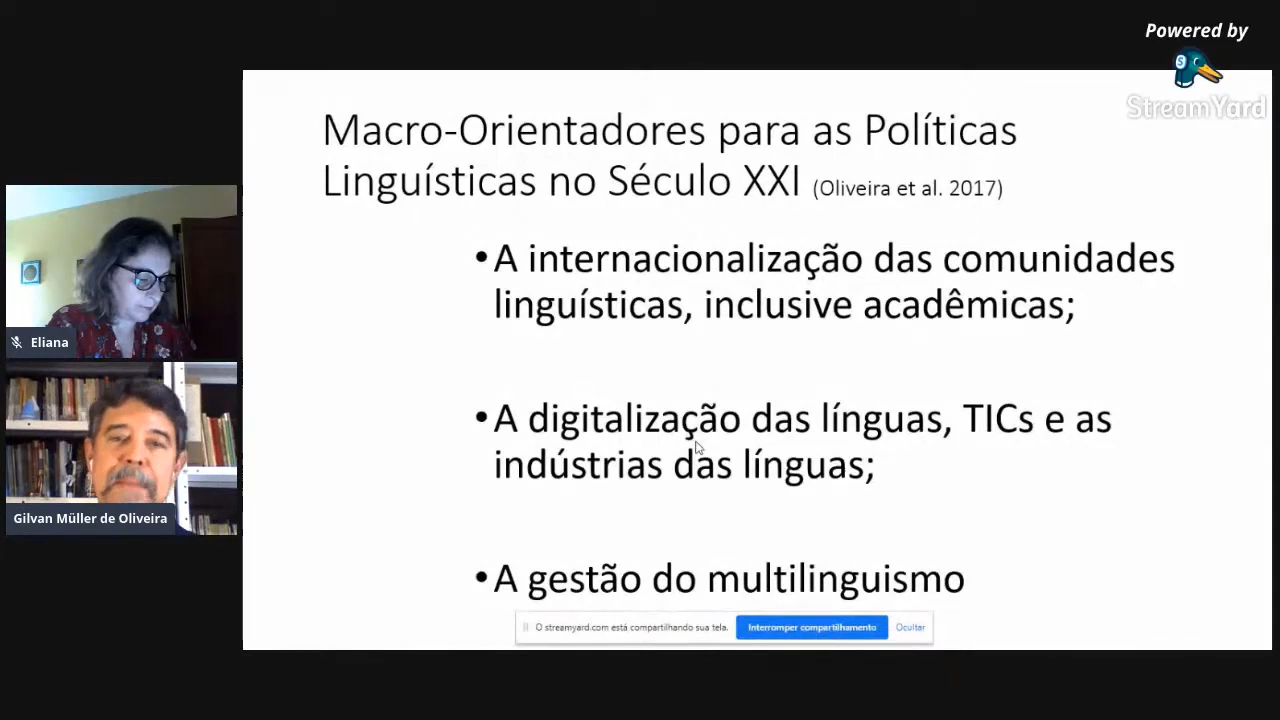 Powered by
StreamYard
Macro-Orientadores para as Políticas
Linguísticas no Século XXI (Oliveira et al. 2017)
•A internacionalização das comunidades
linguísticas, inclusive acadêmicas;
•A digitalização das línguas, TICs e as
indústrias das línguas;
•A gestão do multilinguismo
Eliana
Gilvan Müller de Oliveira
O streamyard.com está compartilhando sua tela. Interromper compartilhamento Ocultar